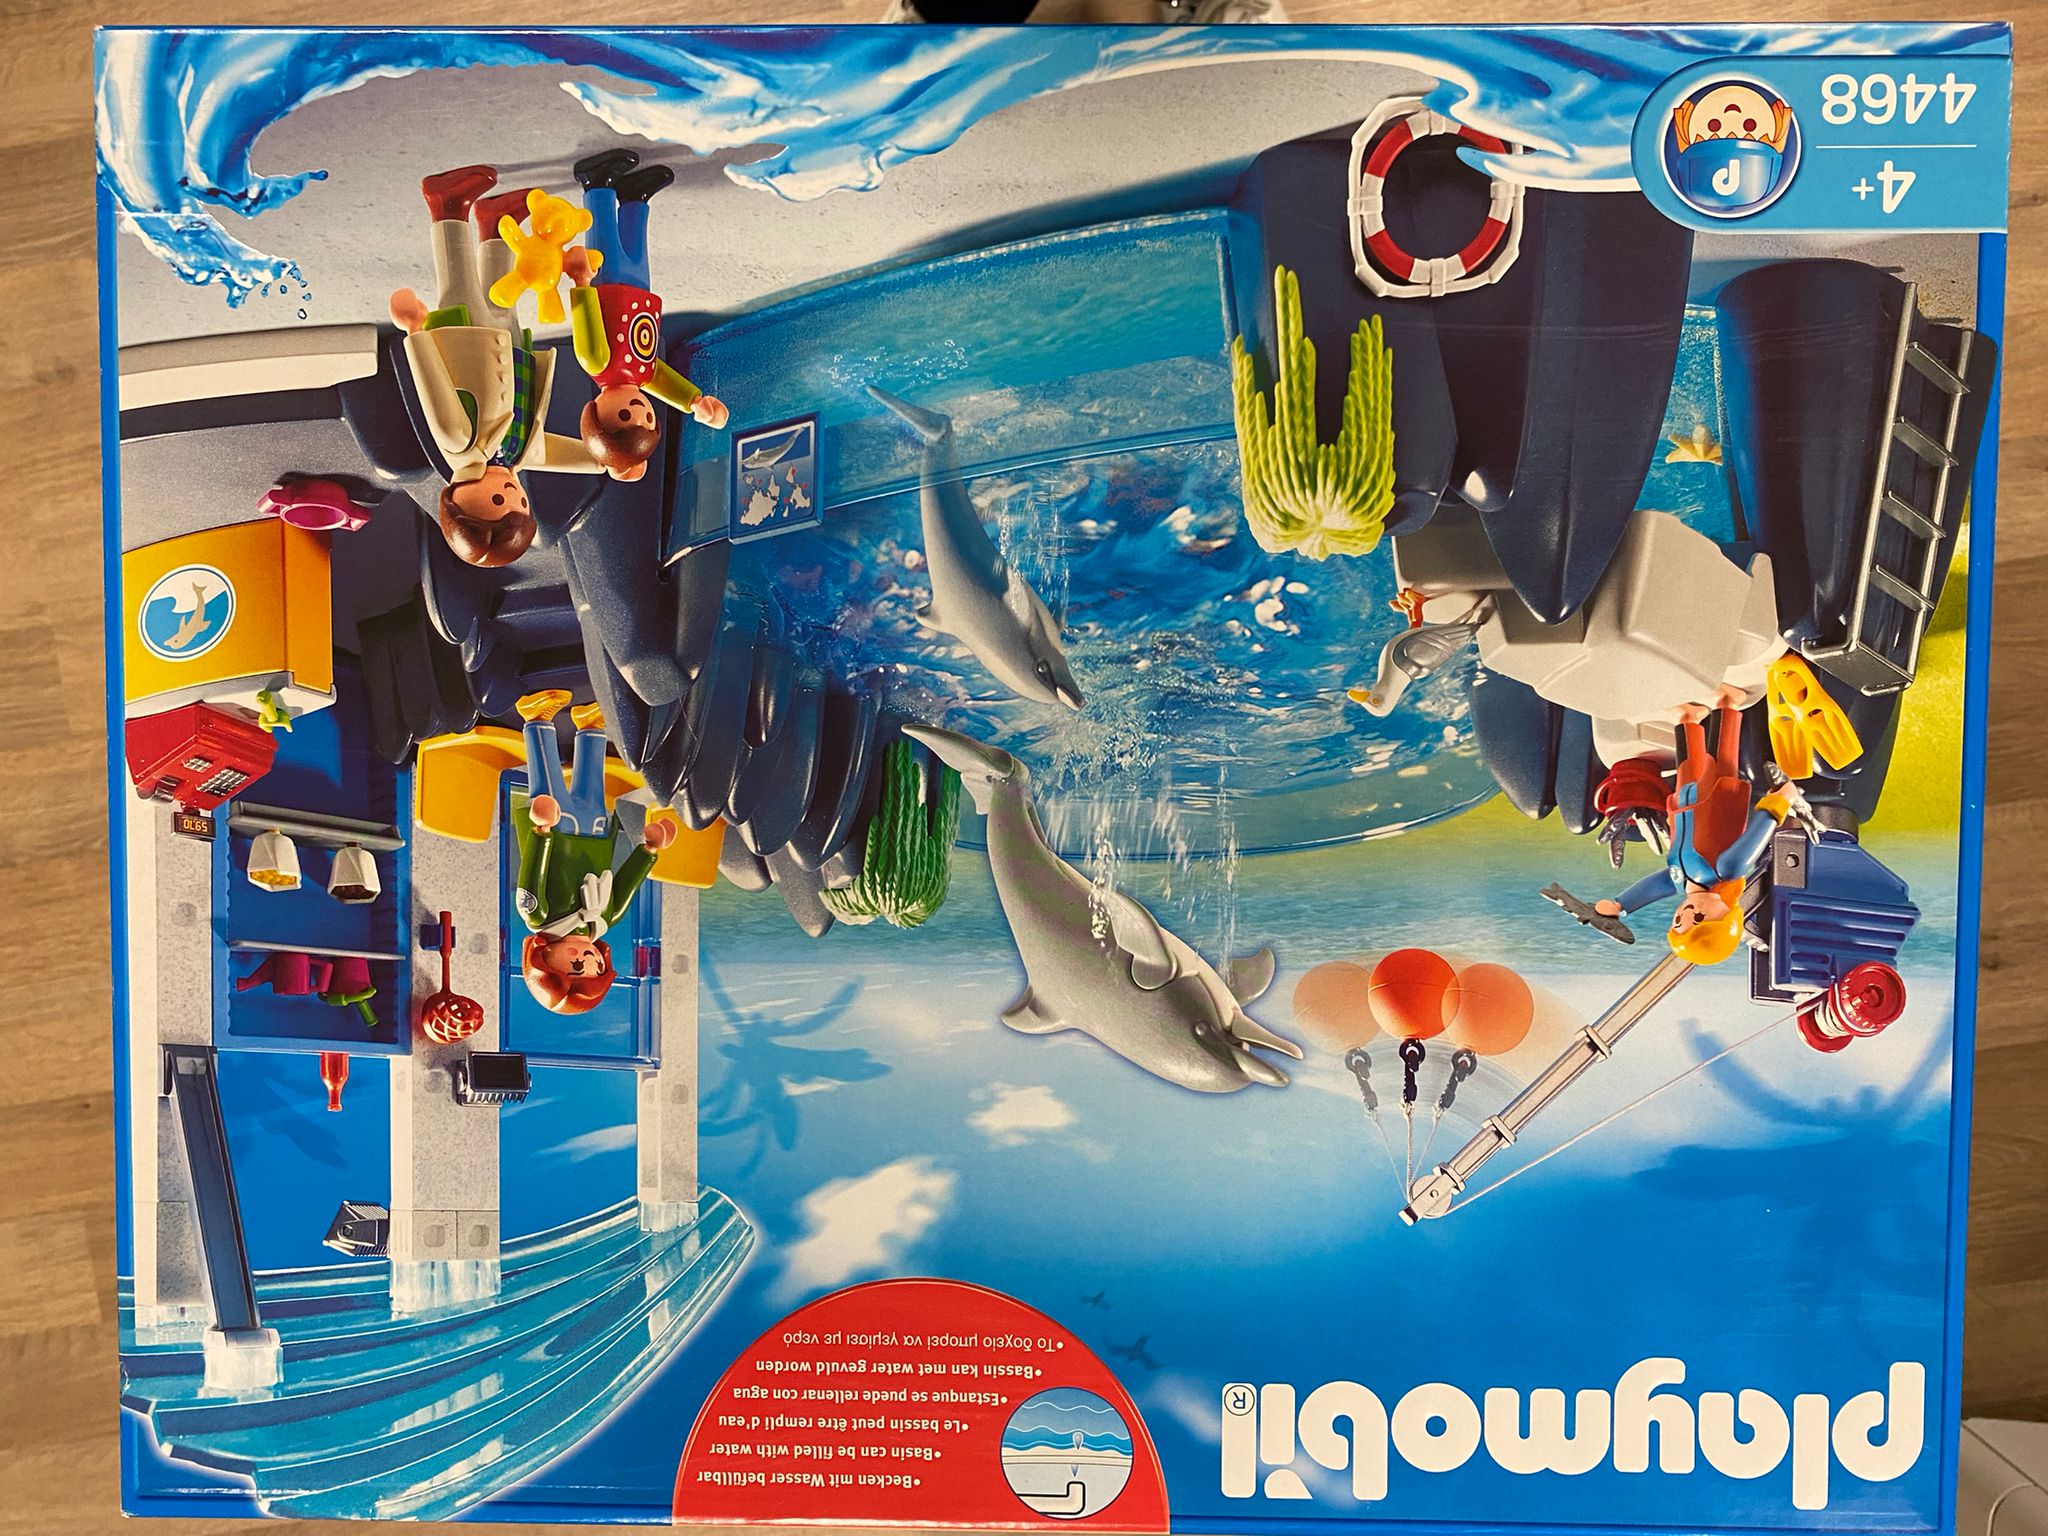 playmobil®
•Becken mit Wasser befüllbar
•Basin can be filled with water
•Le bassin peut être rempli d'eau
•Estanque se puede rellenar con agua
•Bassin kan met water gevuld worden
•Το δοχείο μπορεί να γεμίσει με νερό
59,70
4+
4468